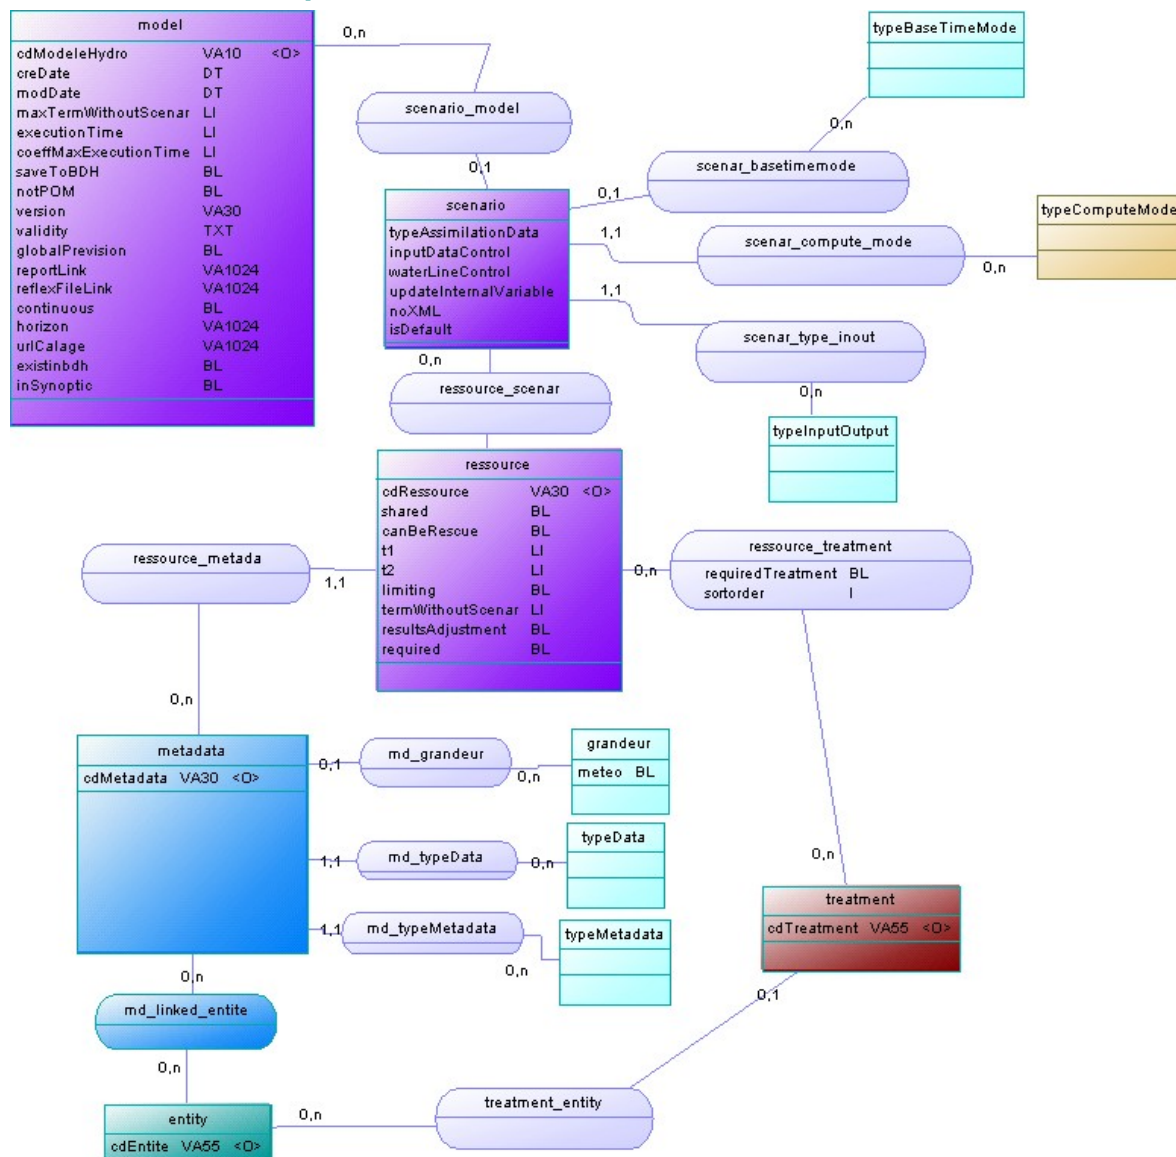 model
cdModeleHydro VA10 <O>
creDate DT
modDate DT
maxTermWithoutScenar LI
executionTime LI
coeffMaxExecutionTime LI
saveToBDH BL
notPOM BL
version VA30
validity TXT
globalPrevision BL
reportLink VA1024
reflexFileLink VA1024
continuous BL
horizon VA1024
urlCalage VA1024
existinbdh BL
inSynoptic BL
0,n
scenario_model
0,1
typeBaseTimeMode
0,n
scenar_basetimemode
0,1
scenario
typeAssimilationData
inputDataControl
waterLineControl
updateInternalVariable
noXML
isDefault
1,1
scenar_compute_mode
0,n
typeComputeMode
1,1
scenar_type_inout
0,n
typeInputOutput
0,n
ressource_scenar
ressource
cdRessource VA30 <O>
shared BL
canBeRescue BL
t1 LI
t2 LI
limiting BL
termWithoutScenar LI
resultsAdjustment BL
required BL
ressource_metada
1,1
0,n
0,n
ressource_treatment
requiredTreatment BL
sortorder I
0,n
metadata
cdMetadata VA30 <O>
0,1
md_grandeur
0,n
grandeur
meteo BL
1,1
md_typeData
0,n
typeData
1,1
md_typeMetadata
0,n
typeMetadata
treatment
cdTreatment VA55 <O>
0,1
0,n
md_linked_entite
0,n
entity
cdEntite VA55 <O>
0,n
treatment_entity